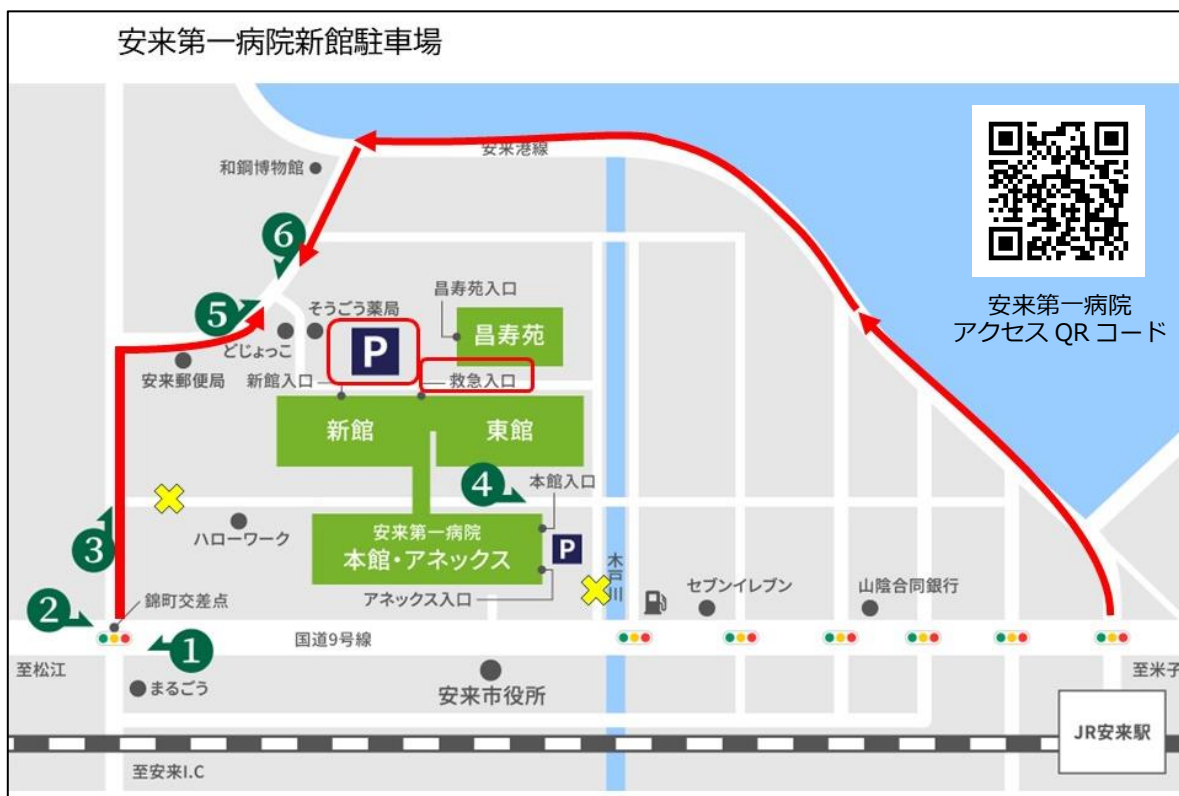 安来第一病院新館駐車場
安来港線
和鋼博物館
安来第一病院
アクセス QR コード
6
5
そうごう薬局
昌寿苑入口
昌寿苑
P
どじょっこ
安来郵便局
新館入口
救急入口
新館
東館
4
本館入口
3
ハローワーク
安来第一病院
本館・アネックス
P
木戸川
アネックス入口
セブンイレブン
山陰合同銀行
2
錦町交差点
1
国道9号線
至松江
至米子
まるごう
安来市役所
JR安来駅
至安来I.C